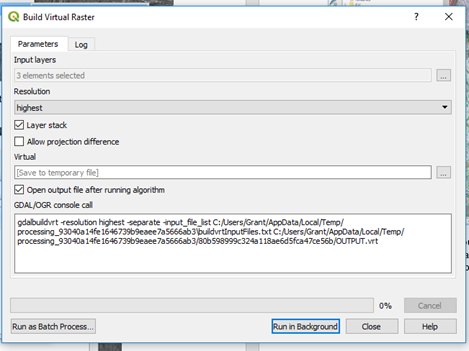 Build Virtual Raster
Parameters
Log
Input layers
3 elements selected
...
Resolution
highest
Layer stack
Allow projection difference
Virtual
[Save to temporary file]
...
Open output file after running algorithm
GDAL/OGR console call
gdalbuildvrt -resolution highest -separate -input_file_list C:/Users/Grant/AppData/Local/Temp/
processing_93040a14fe1646739b9eaee7a5666ab3\buildvrtInputFiles.txt C:/Users/Grant/AppData/Local/Temp/
processing_93040a14fe1646739b9eaee7a5666ab3/80b598999c324a118ae6d5fca47ce56b/OUTPUT.vrt
0%
Cancel
Run as Batch Process...
Run in Background
Close
Help